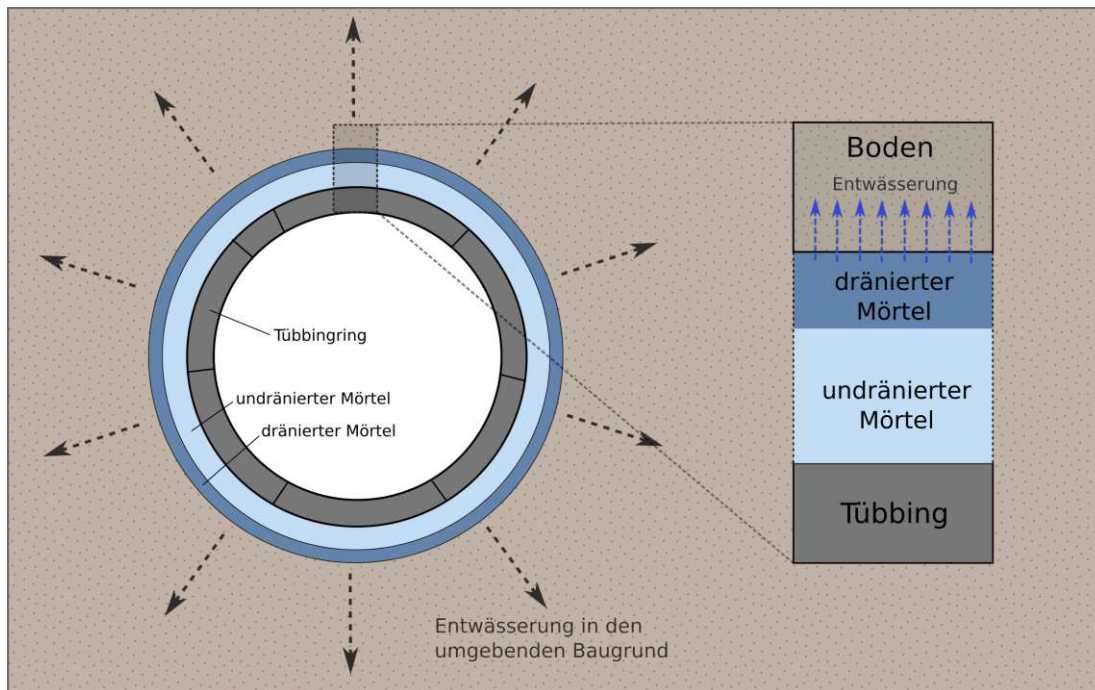 Tübbingring
undränierter Mörtel
dränierter Mörtel
Entwässerung in den
umgebenden Baugrund
Boden
Entwässerung
dränierter
Mörtel
undränierter
Mörtel
Tübbing